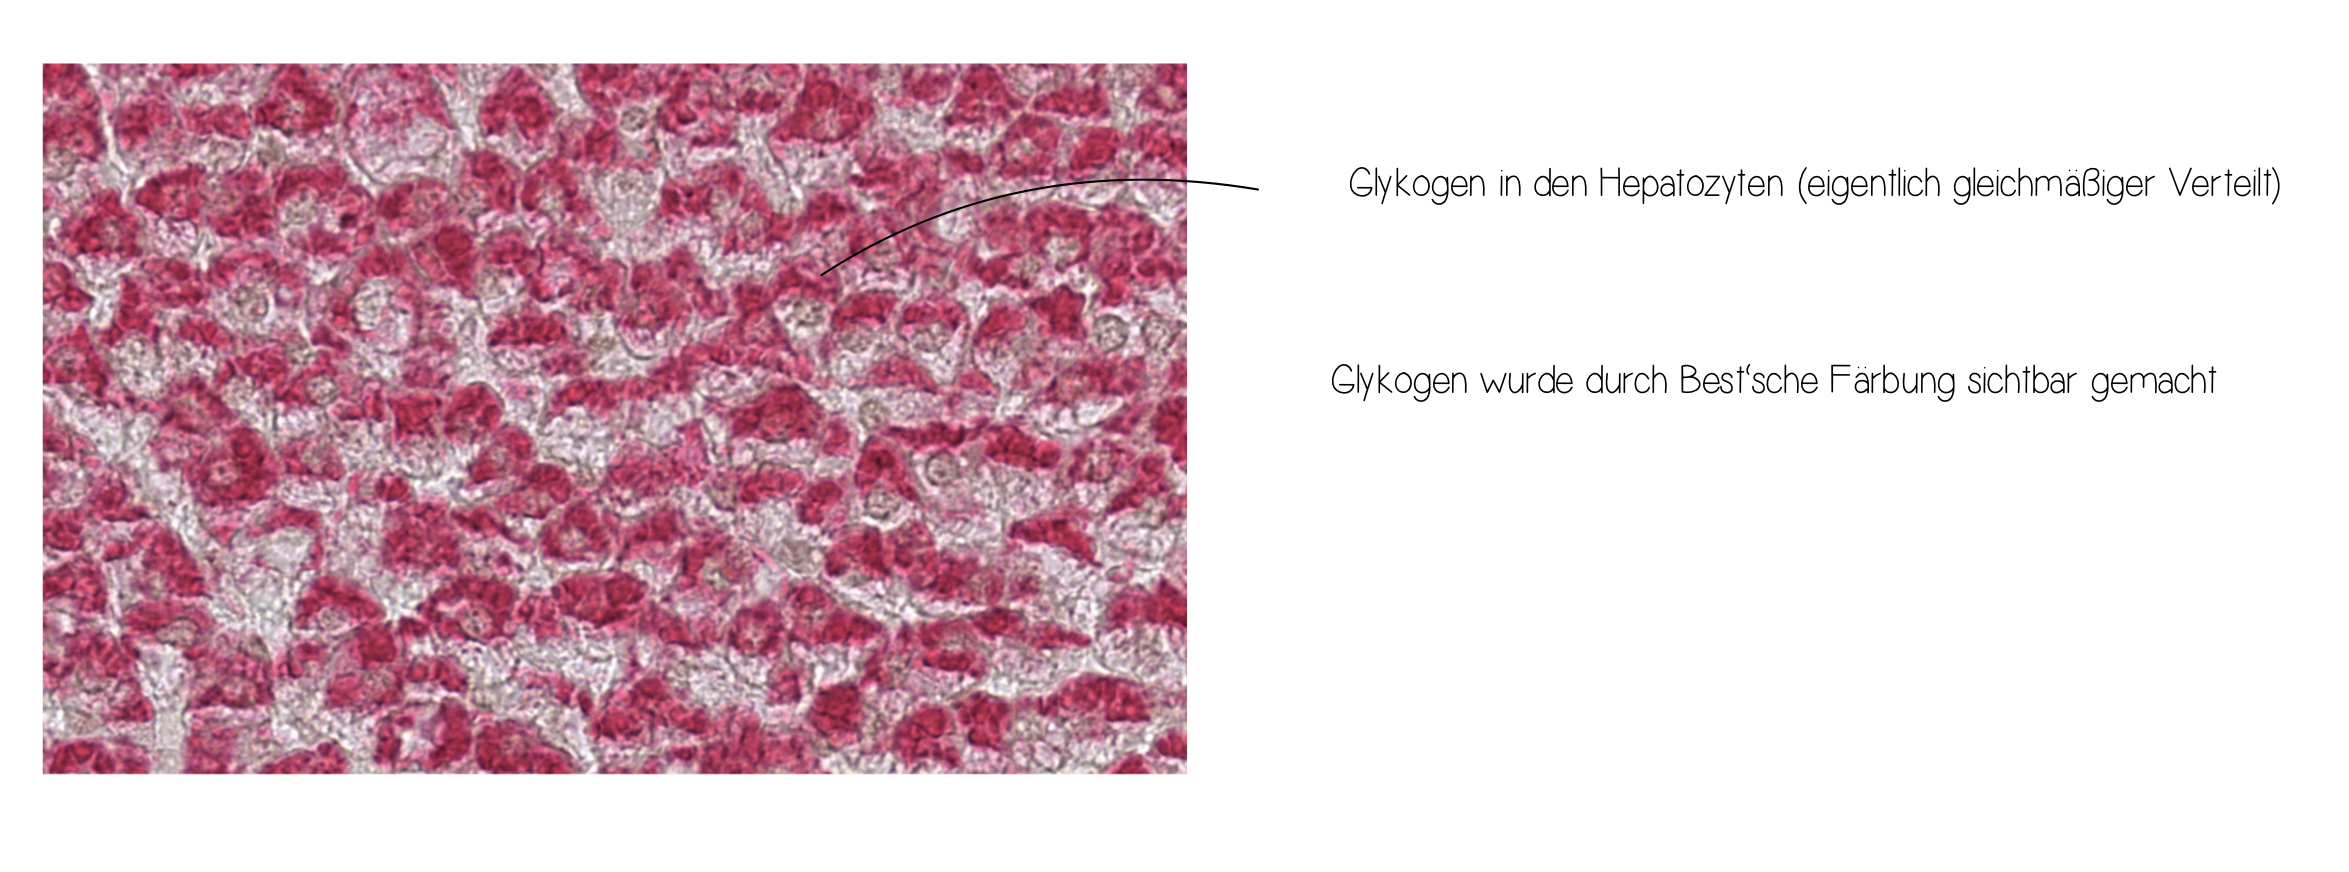 Glykogen in den Hepatozyten (eigentlich gleichmäßiger Verteilt)
Glykogen wurde durch Best‘sche Färbung sichtbar gemacht